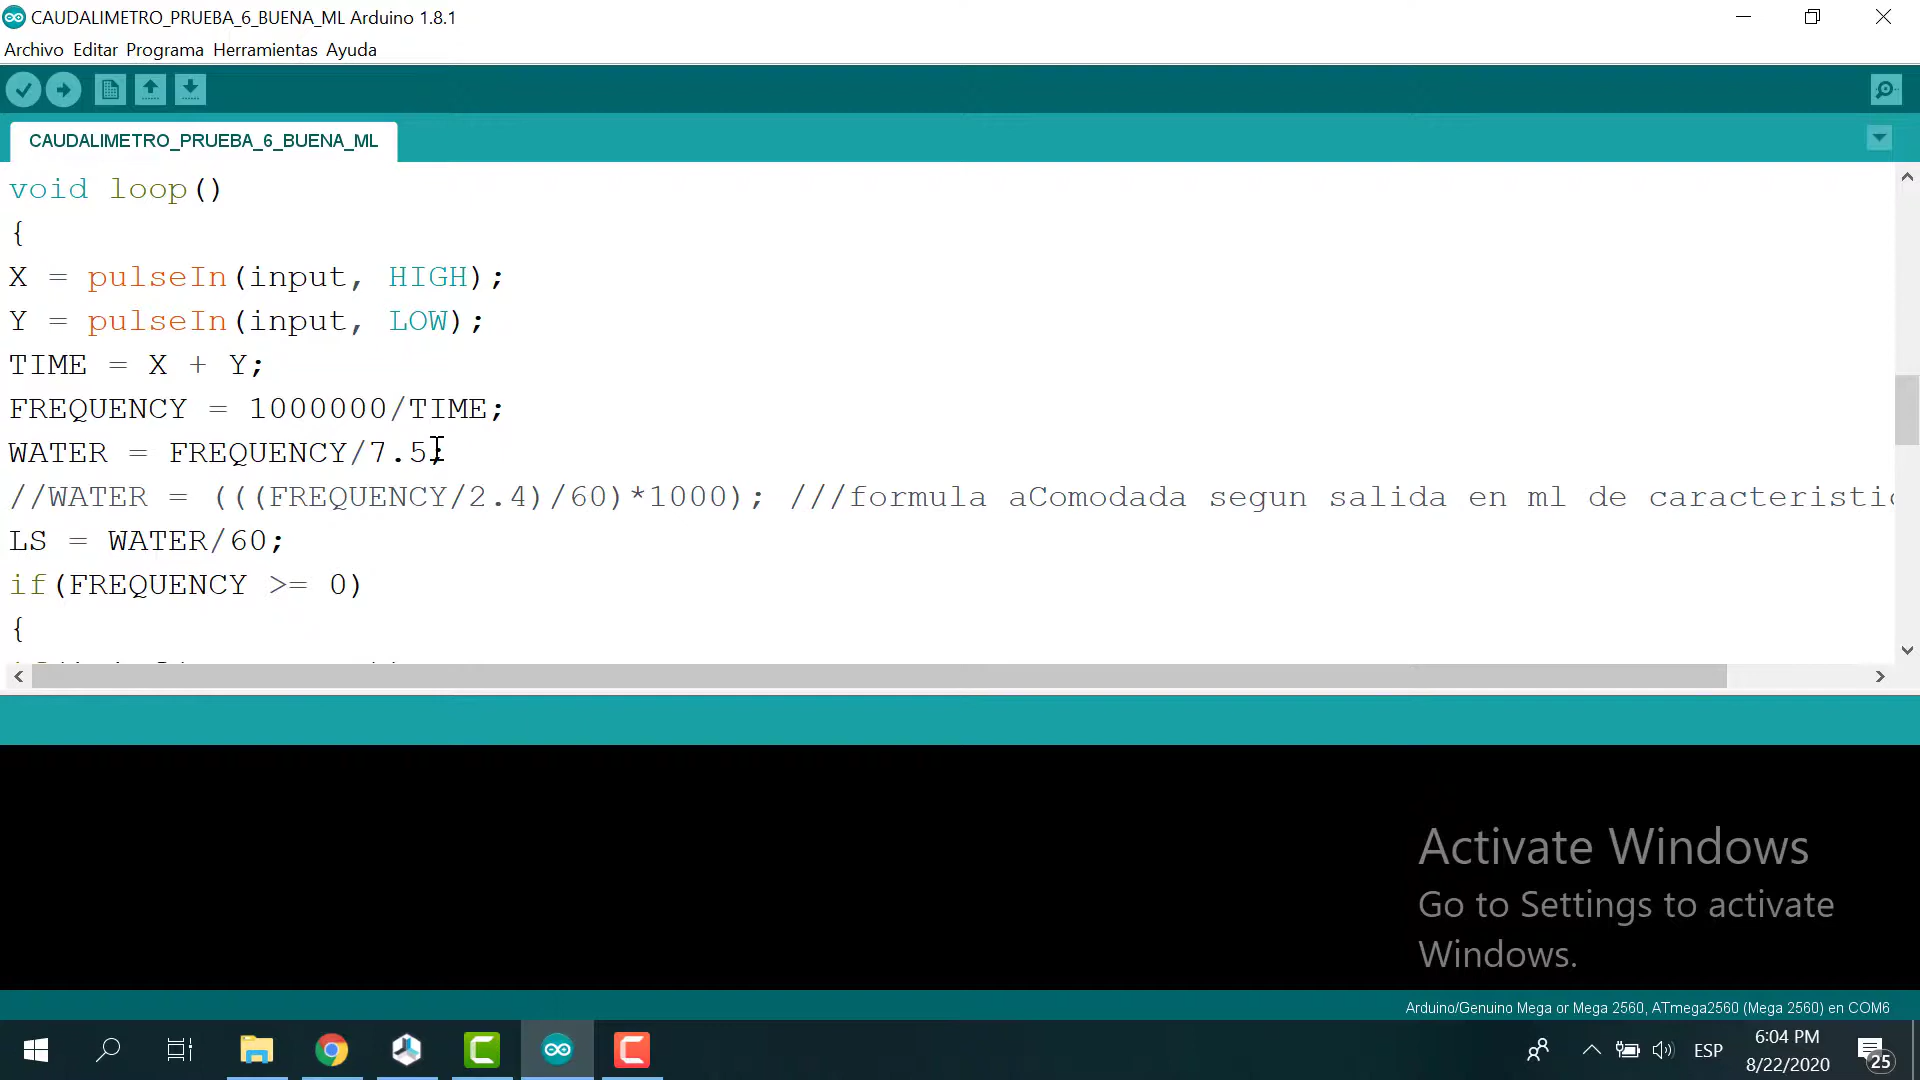 CAUDALIMETRO_PRUEBA_6_BUENA_ML Arduino 1.8.1
Archivo Editar Programa Herramientas Ayuda
CAUDALIMETRO_PRUEBA_6_BUENA_ML
void loop()
{
X = pulseIn(input, HIGH);
Y = pulseIn(input, LOW);
TIME = X + Y;
FREQUENCY = 1000000/TIME;
WATER = FREQUENCY/7.5;
//WATER = (((FREQUENCY/2.4)/60)*1000); ///formula aComodada segun salida en ml de caracteristic
LS = WATER/60;
if(FREQUENCY >= 0)
{
Activate Windows
Go to Settings to activate
Windows.
Arduino/Genuino Mega or Mega 2560, ATmega2560 (Mega 2560) en COM6
ESP
6:04 PM
8/22/2020
25